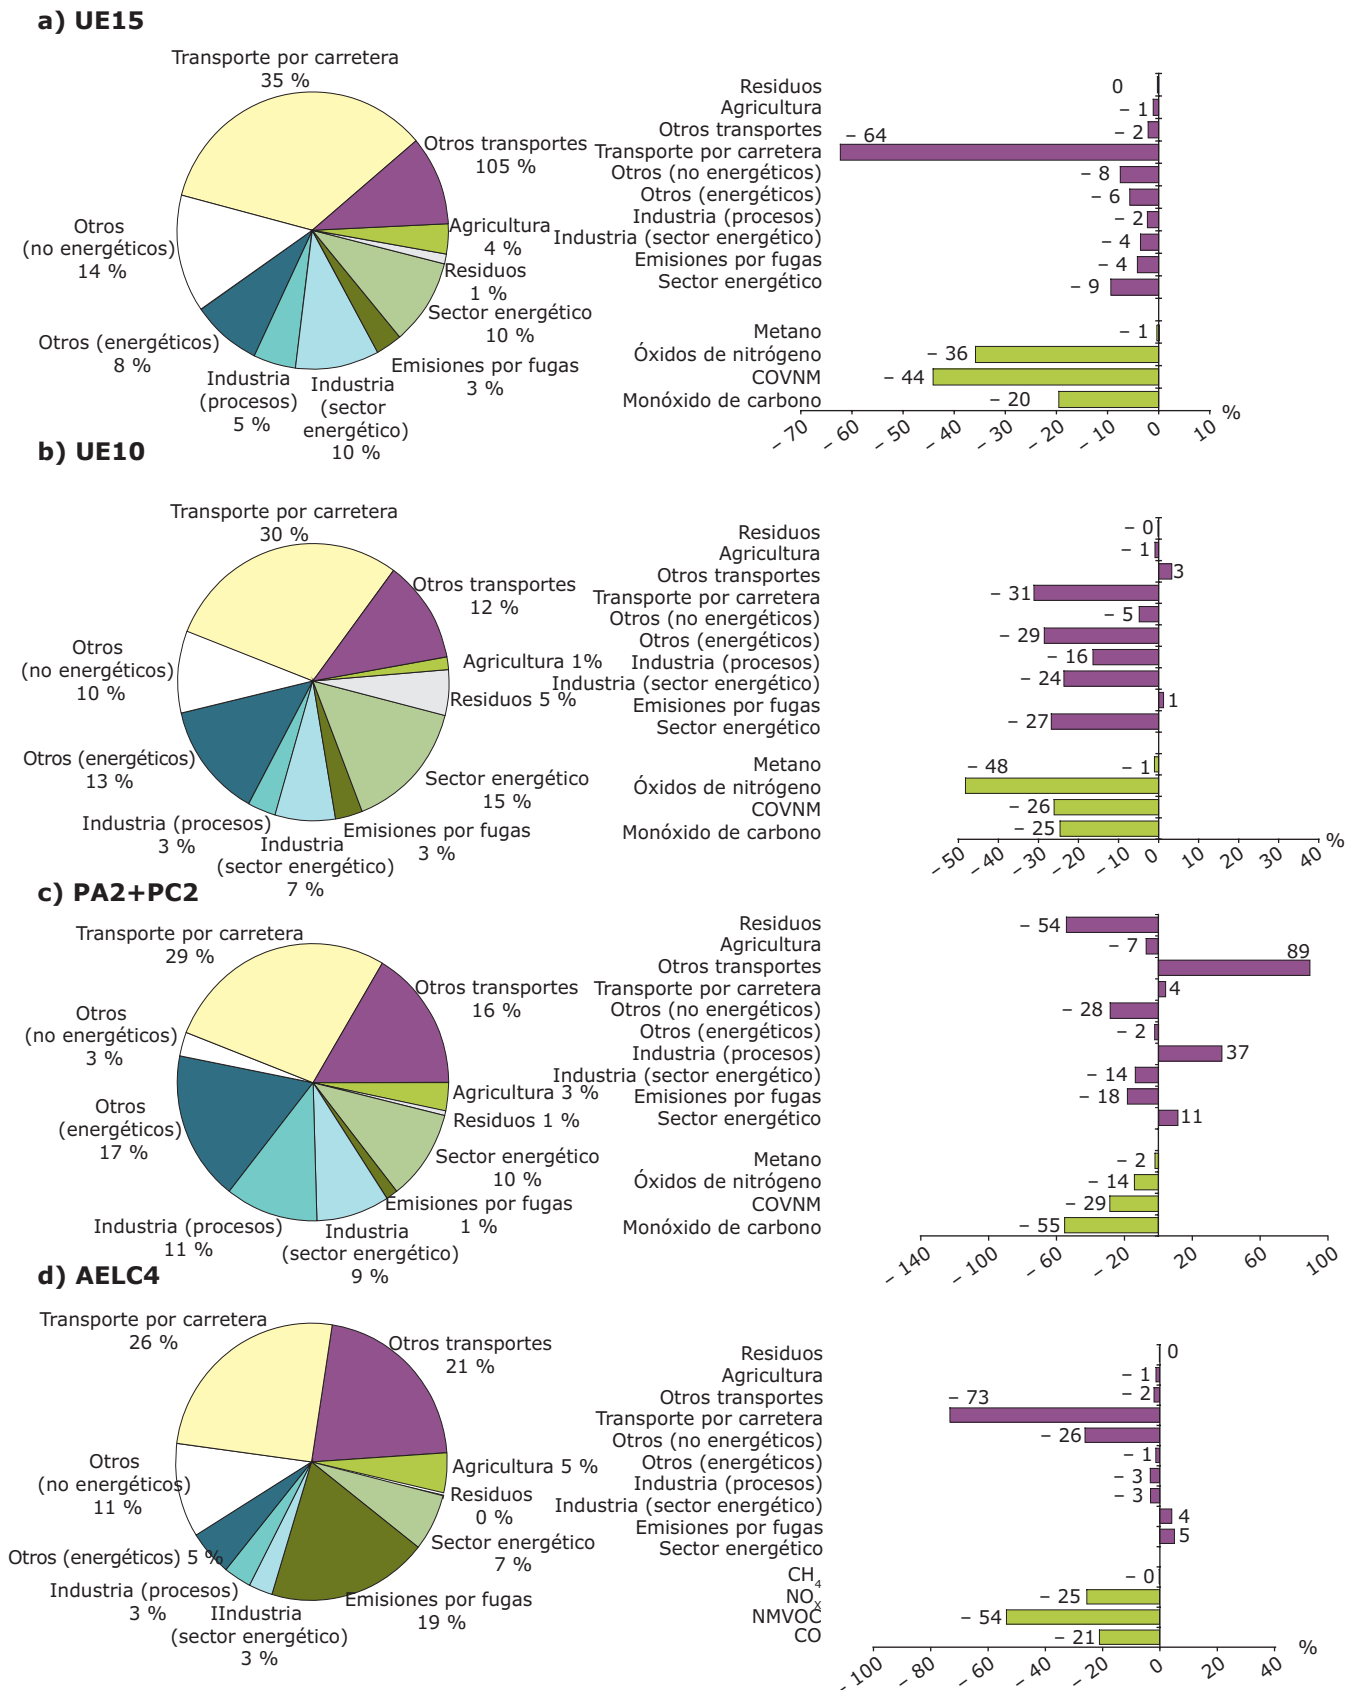 a) UE15
Transporte por carretera
35 %
Otros transportes
105 %
Agricultura
4 %
Residuos
1 %
Sector energético
10 %
Emisiones por fugas
3 %
Industria
(sector
energético)
10 %
Industria
(procesos)
5 %
Otros (energéticos)
8 %
Otros
(no energéticos)
14 %
Residuos 0
Agricultura – 1
Otros transportes – 2
Transporte por carretera – 64
Otros (no energéticos) – 8
Otros (energéticos) – 6
Industria (procesos) – 2
Industria (sector energético) – 4
Emisiones por fugas – 4
Sector energético – 9
Metano – 1
Óxidos de nitrógeno – 36
COVNM – 44
Monóxido de carbono – 20
– 70 – 60 – 50 – 40 – 30 – 20 – 10 0 10 %
b) UE10
Transporte por carretera
30 %
Otros transportes
12 %
Agricultura 1%
Residuos 5 %
Sector energético
15 %
Emisiones por fugas
3 %
Industria
(sector energético)
7 %
Industria (procesos)
3 %
Otros (energéticos)
13 %
Otros
(no energéticos)
10 %
Residuos – 0
Agricultura – 1
Otros transportes 3
Transporte por carretera – 31
Otros (no energéticos) – 5
Otros (energéticos) – 29
Industria (procesos) – 16
Industria (sector energético) – 24
Emisiones por fugas 1
Sector energético – 27
Metano – 1
Óxidos de nitrógeno – 48
COVNM – 26
Monóxido de carbono – 25
–50 –40 –30 –20 –10 0 10 20 30 40 %
c) PA2+PC2
Transporte por carretera
29 %
Otros transportes
16 %
Agricultura 3 %
Residuos 1 %
Sector energético
10 %
Emisiones por fugas
1 %
Industria
(sector energético)
9 %
Industria (procesos)
11 %
Otros
(energéticos)
17 %
Otros
(no energéticos)
3 %
Residuos – 54
Agricultura – 7
Otros transportes 89
Transporte por carretera 4
Otros (no energéticos) – 28
Otros (energéticos) – 2
Industria (procesos) 37
Industria (sector energético) – 14
Emisiones por fugas – 18
Sector energético 11
Metano – 2
Óxidos de nitrógeno – 14
COVNM – 29
Monóxido de carbono – 55
– 140 – 100 – 60 – 20 20 60 100
d) AELC4
Transporte por carretera
26 %
Otros transportes
21 %
Agricultura 5 %
Residuos
0 %
Sector energético
7 %
Emisiones por fugas
19 %
IIndustria
(sector energético)
3 %
Industria (procesos)
3 %
Otros (energéticos) 5 %
Otros
(no energéticos)
11 %
Residuos 0
Agricultura – 1
Otros transportes – 2
Transporte por carretera – 73
Otros (no energéticos) – 26
Otros (energéticos) – 1
Industria (procesos) – 3
Industria (sector energético) – 3
Emisiones por fugas 4
Sector energético 5
CH4 – 0
NOX – 25
NMVOC – 54
CO – 21
– 100 – 80 – 60 – 40 – 20 0 20 40 %